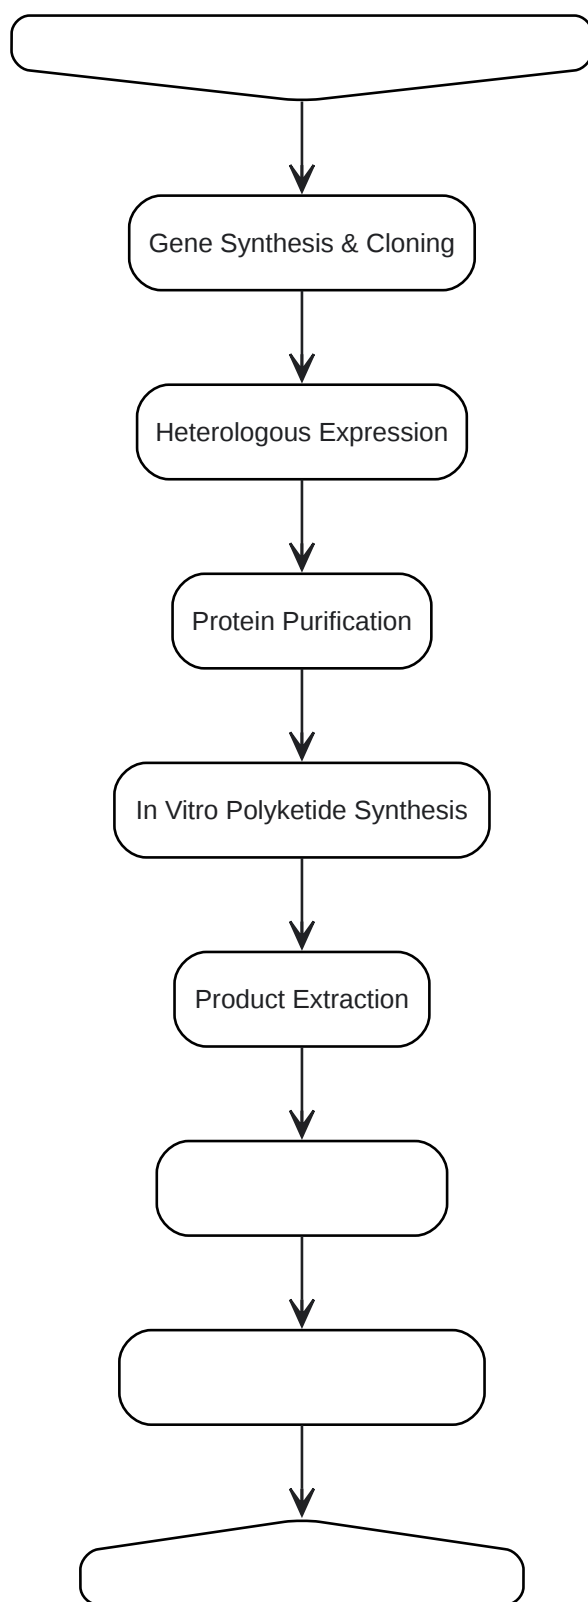 Gene Synthesis & Cloning
Heterologous Expression
Protein Purification
In Vitro Polyketide Synthesis
Product Extraction